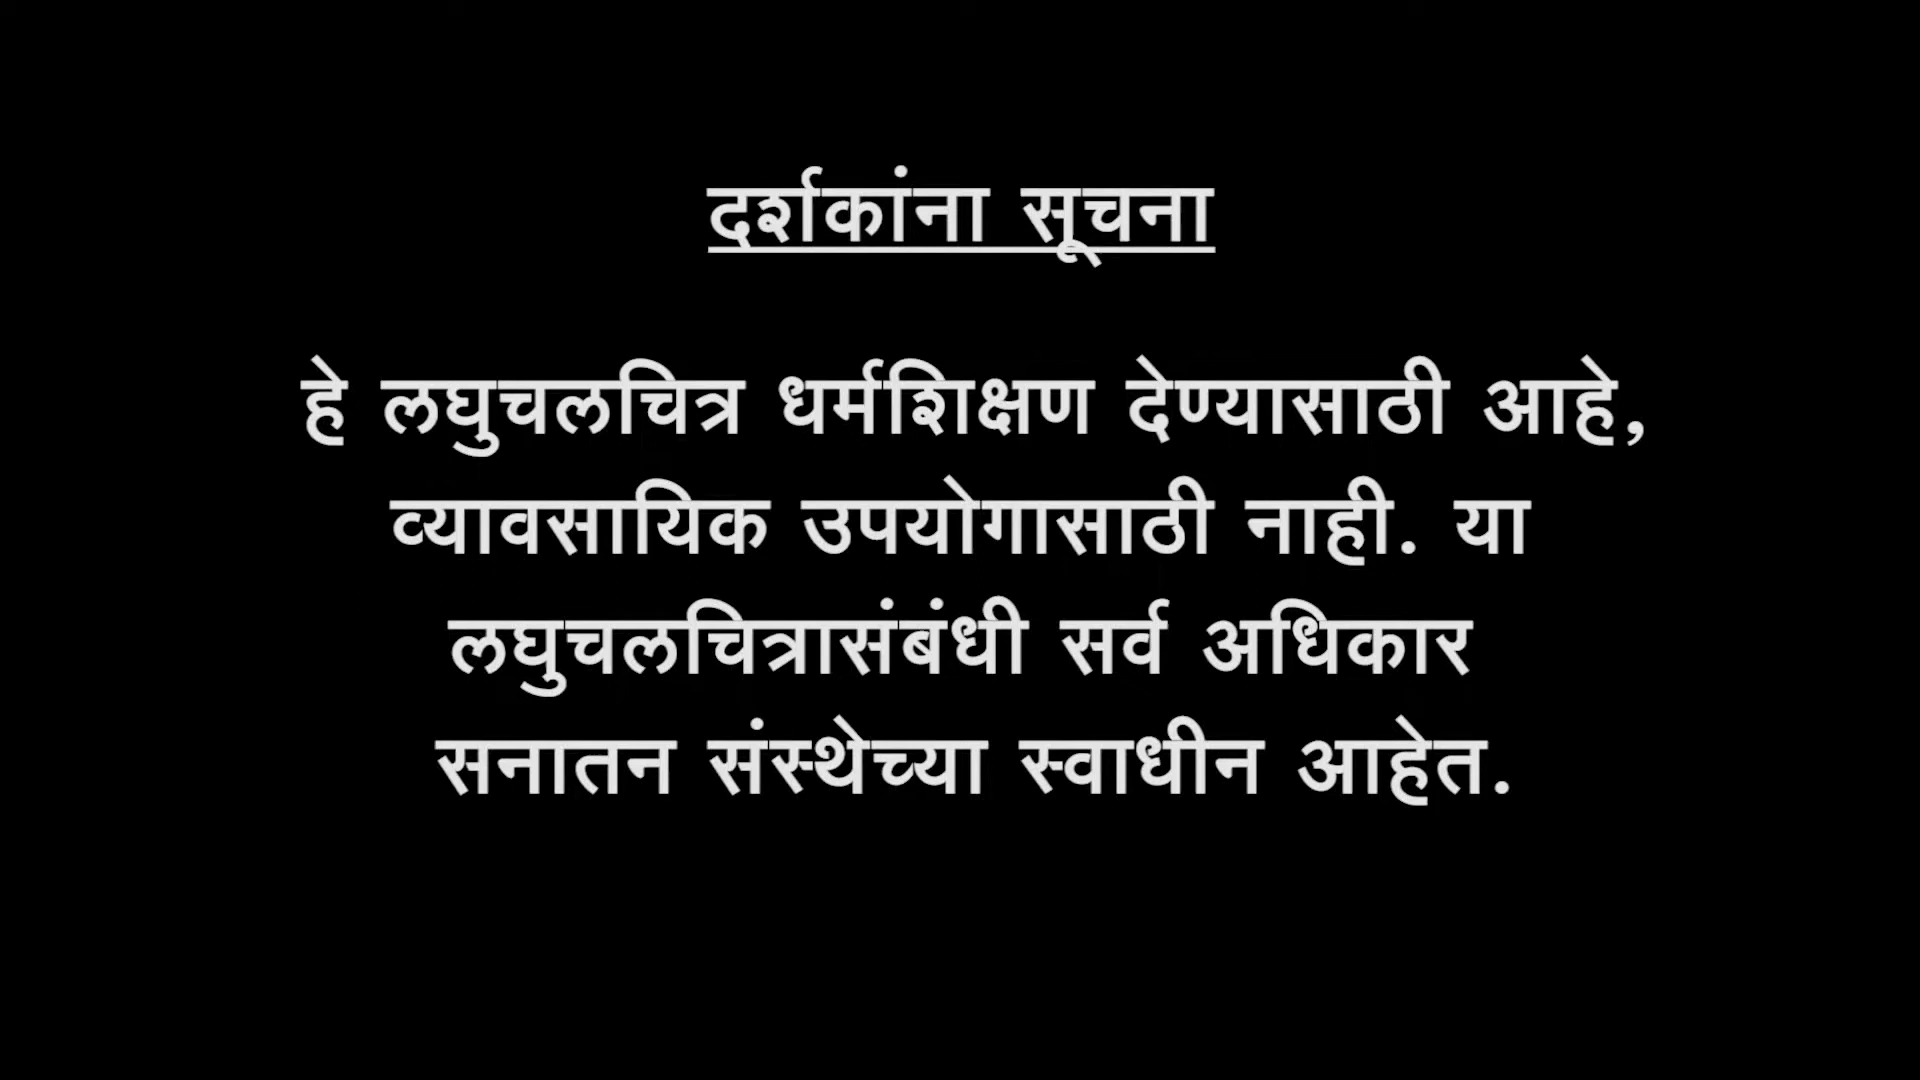 दर्शकांना सूचना
हे लघुचलचित्र धर्मशिक्षण देण्यासाठी आहे,
व्यावसायिक उपयोगासाठी नाही. या
लघुचलचित्रासंबंधी सर्व अधिकार
सनातन संस्थेच्या स्वाधीन आहेत.